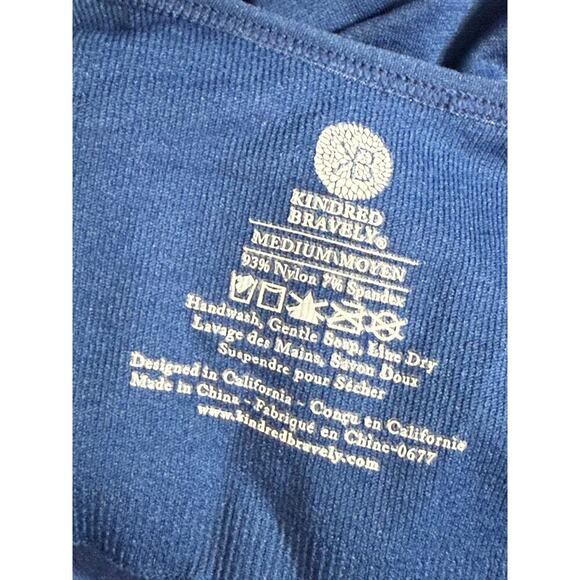 KINDRED
BRAVELY®
MEDIUM\MOYEN
93% Nylon 7% Spandex
Handwash, Gentle Soap, Line Dry
Lavage des Mains, Savon Doux
Suspendre pour Sécher
Designed in California - Conçu en California
Made in China - Fabriqué en Chine-0677
www.kindredbravely.com